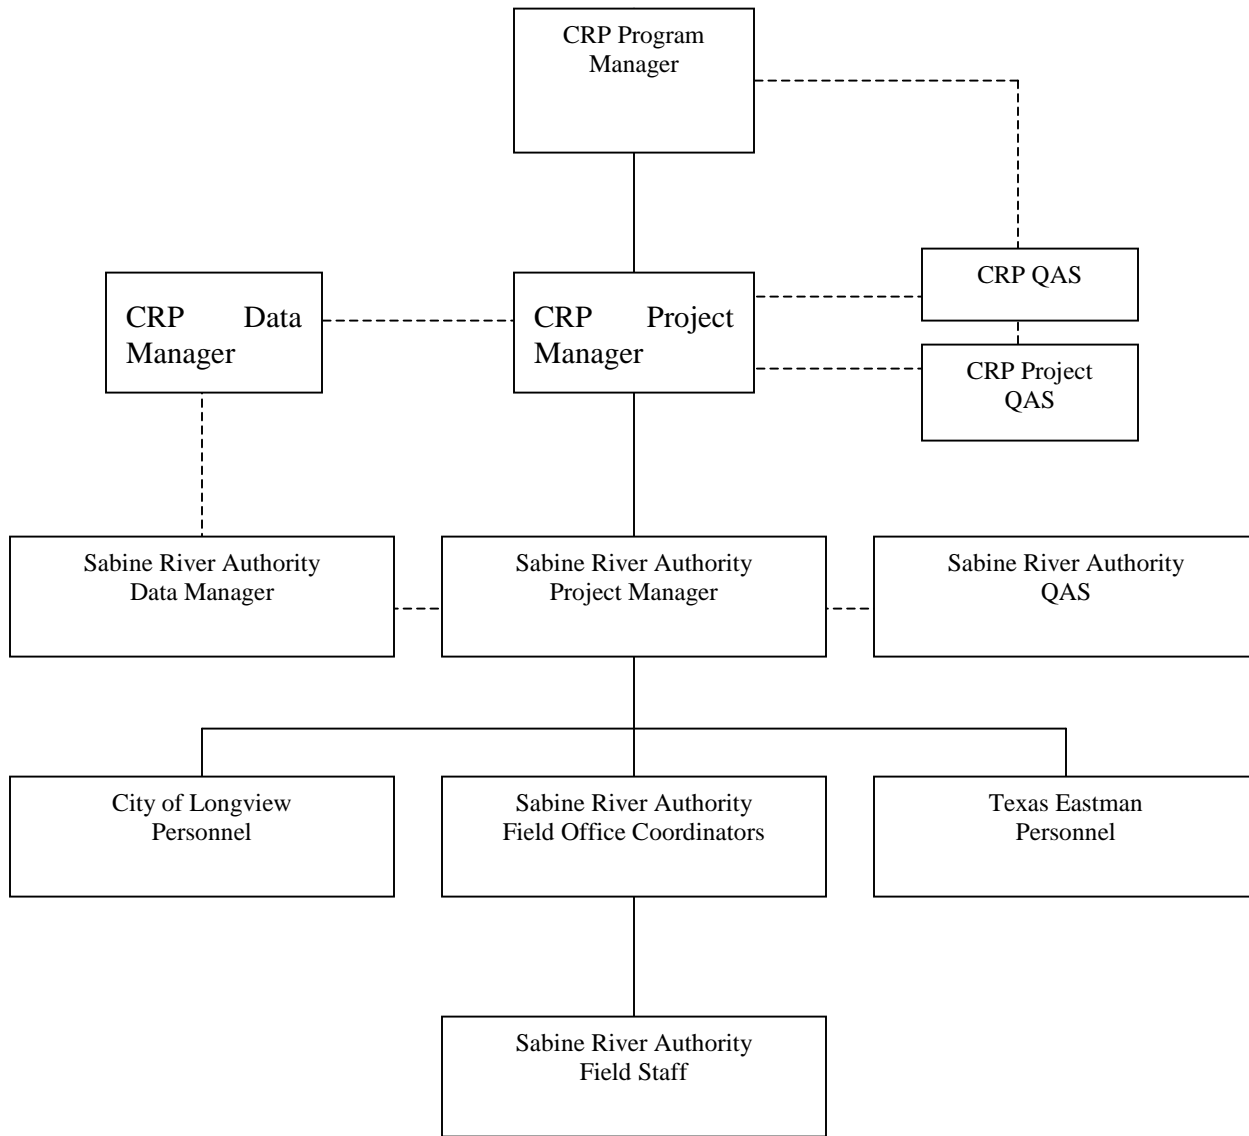 CRP Program
Manager
CRP QAS
CRP Data
Manager
CRP Project
Manager
CRP Project
QAS
Sabine River Authority
Data Manager
Sabine River Authority
Project Manager
Sabine River Authority
QAS
City of Longview
Personnel
Sabine River Authority
Field Office Coordinators
Texas Eastman
Personnel
Sabine River Authority
Field Staff